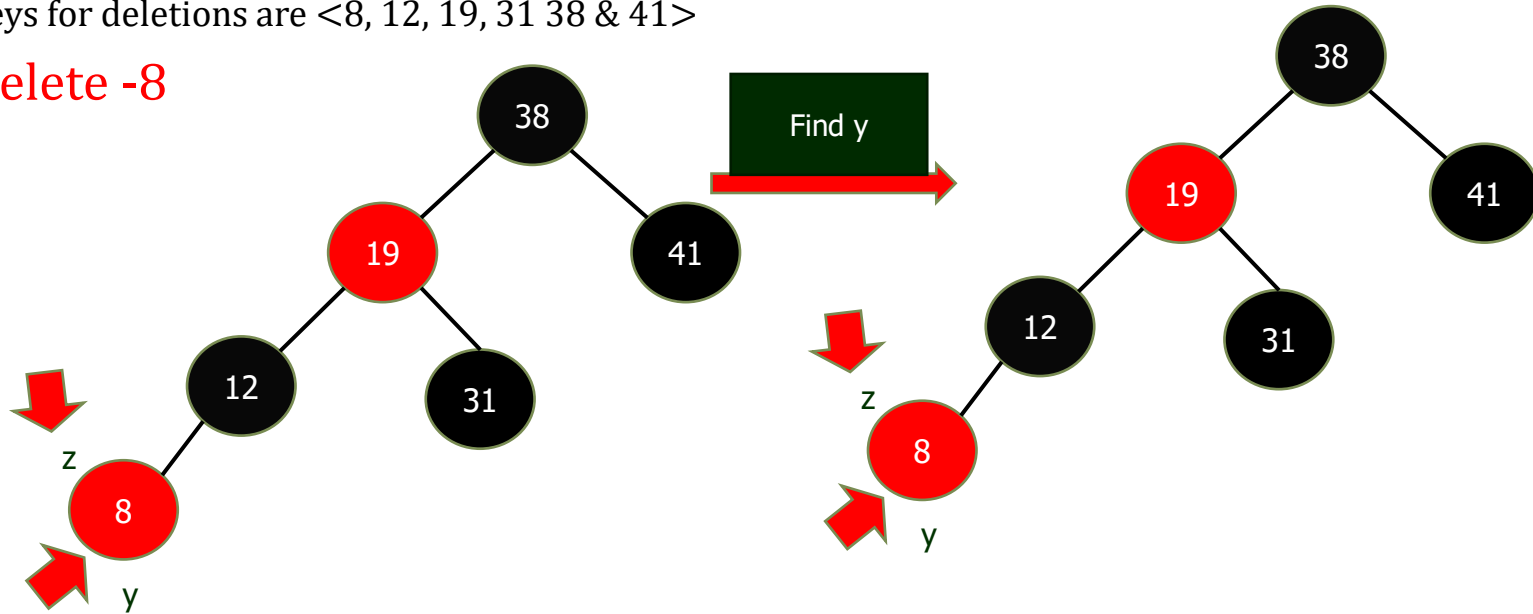 eys for deletions are <8, 12, 19, 31 38 & 41>
elete -8
Find y
38
19
41
12
31
z
8
y
38
19
41
12
31
z
8
y